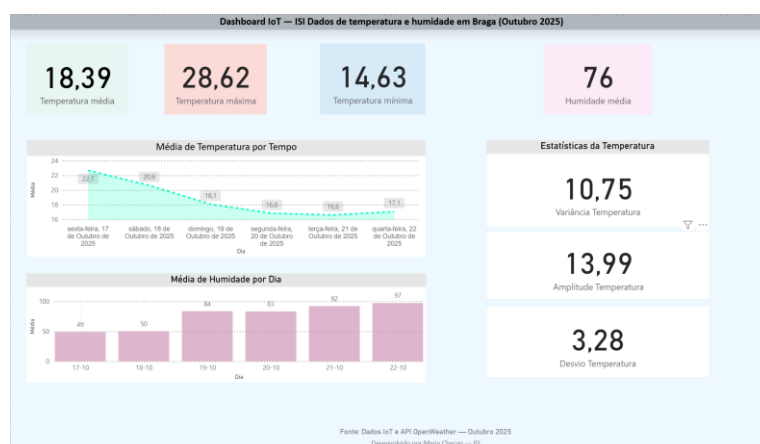 Dashboard IoT — ISI Dados de temperatura e humidade em Braga (Outubro 2025)
18,39
Temperatura média
28,62
Temperatura máxima
14,63
Temperatura mínima
76
Humidade média
Média de Temperatura por Tempo
24
22
20
18
16
Média
22,7
20,6
18,1
16,8
16,6
17,1
sexta-feira, 17
de Outubro de
2025
sábado, 18 de
Outubro de 2025
domingo, 19 de
Outubro de 2025
segunda-feira,
20 de Outubro
de 2025
terça-feira, 21 de
Outubro de 2025
quarta-feira, 22
de Outubro de
2025
Dia
Média de Humidade por Dia
100
50
0
Média
49
50
84
83
92
97
17-10
18-10
19-10
20-10
21-10
22-10
Dia
Estatísticas da Temperatura
10,75
Variância Temperatura
13,99
Amplitude Temperatura
3,28
Desvio Temperatura
Fonte: Dados IoT e API OpenWeather — Outubro 2025